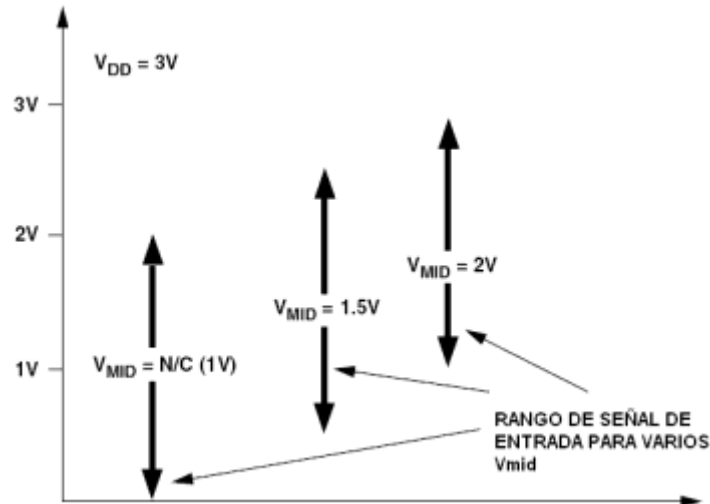 V_DD = 3V
3V
2V
V_MID = 2V
V_MID = 1.5V
V_MID = N/C (1V)
1V
RANGO DE SEÑAL DE
ENTRADA PARA VARIOS
Vmid